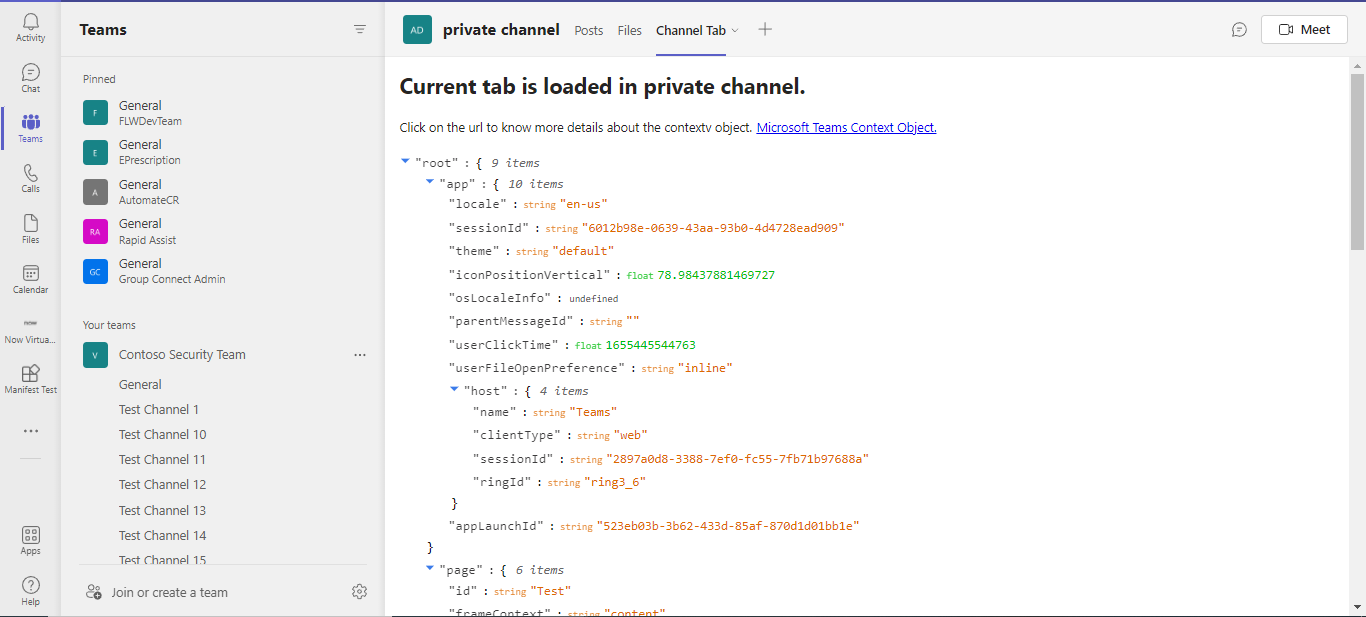 Activity
Chat
Teams
Calls
Files
Calendar
Now Virtua...
Manifest Test
Apps
Help
Teams
Pinned
F
General
FLWDevTeam
E
General
EPrescription
A
General
AutomateCR
RA
General
Rapid Assist
GC
General
Group Connect Admin
Your teams
V
Contoso Security Team
General
Test Channel 1
Test Channel 10
Test Channel 11
Test Channel 12
Test Channel 13
Test Channel 14
Test Channel 15
Join or create a team
AD private channel Posts Files Channel Tab
Meet
Current tab is loaded in private channel.
Click on the url to know more details about the contextv object. Microsoft Teams Context Object.
"root" : { 9 items
"app" : { 10 items
"locale" : string "en-us"
"sessionId" : string "6012b98e-0639-43aa-93b0-4d4728ead909"
"theme" : string "default"
"iconPositionVertical" : float 78.98437881469727
"osLocaleInfo" : undefined
"parentMessageId" : string ""
"userClickTime" : float 1655445544763
"userFileOpenPreference" : string "inline"
"host" : { 4 items
"name" : string "Teams"
"clientType" : string "web"
"sessionId" : string "2897a0d8-3388-7ef0-fc55-7fb71b97688a"
"ringId" : string "ring3_6"
}
"appLaunchId" : string "523eb03b-3b62-433d-85af-870d1d01bb1e"
}
"page" : { 6 items
"id" : string "Test"
"frameContext" : string "content"